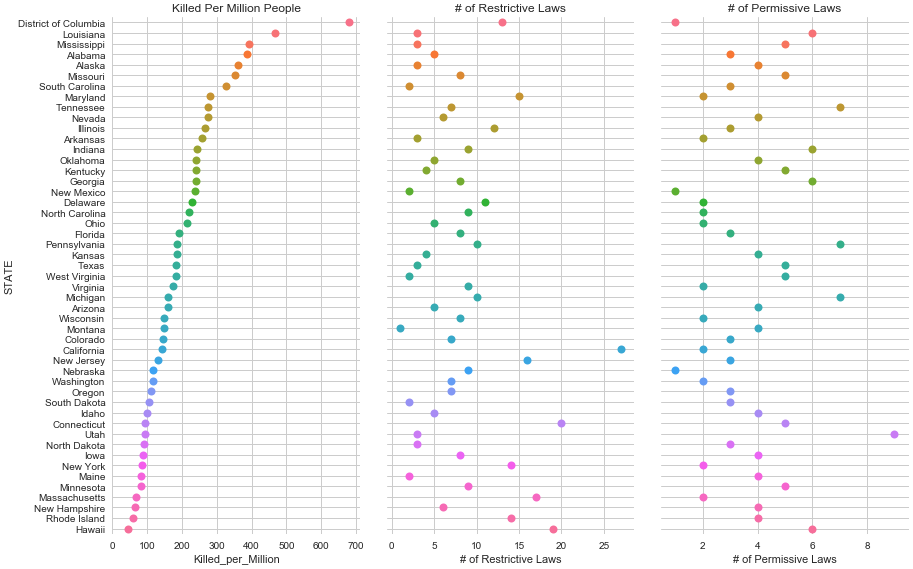 Killed Per Million People
# of Restrictive Laws
# of Permissive Laws
STATE
District of Columbia
Louisiana
Mississippi
Alabama
Alaska
Missouri
South Carolina
Maryland
Tennessee
Nevada
Illinois
Arkansas
Indiana
Oklahoma
Kentucky
Georgia
New Mexico
Delaware
North Carolina
Ohio
Florida
Pennsylvania
Kansas
Texas
West Virginia
Virginia
Michigan
Arizona
Wisconsin
Montana
Colorado
California
New Jersey
Nebraska
Washington
Oregon
South Dakota
Idaho
Connecticut
Utah
North Dakota
Iowa
New York
Maine
Minnesota
Massachusetts
New Hampshire
Rhode Island
Hawaii
0 100 200 300 400 500 600 700
0 5 10 15 20 25
2 4 6 8
Killed_per_Million
# of Restrictive Laws
# of Permissive Laws